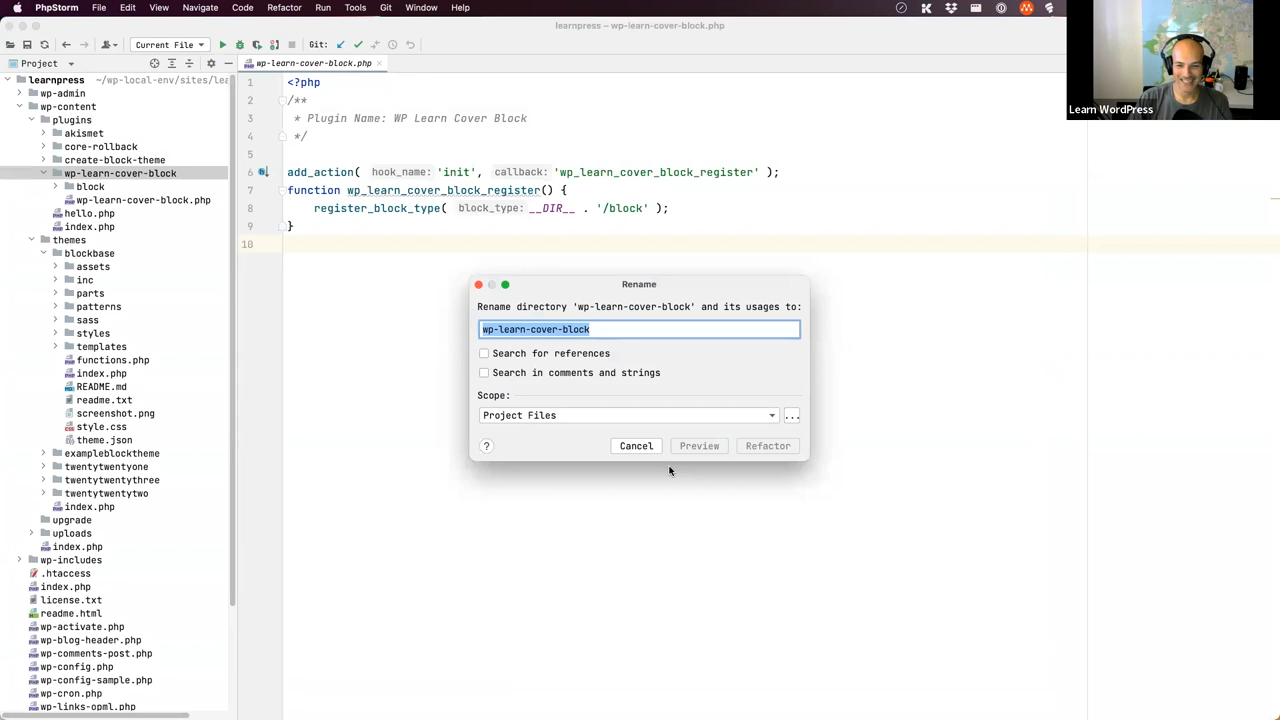 PhpStorm File Edit View Navigate Code Refactor Run Tools Git Window Help
learnpress – wp-learn-cover-block.php
Current File
Git:
Project
wp-learn-cover-block.php
learnpress ~/wp-local-env/sites/lea
wp-admin
wp-content
plugins
akismet
core-rollback
create-block-theme
wp-learn-cover-block
block
wp-learn-cover-block.php
hello.php
index.php
themes
blockbase
assets
inc
parts
patterns
sass
styles
templates
functions.php
index.php
README.md
readme.txt
screenshot.png
style.css
theme.json
exampleblocktheme
twentytwentyone
twentytwentythree
twentytwentytwo
index.php
upgrade
uploads
index.php
wp-includes
.htaccess
index.php
license.txt
readme.html
wp-activate.php
wp-blog-header.php
wp-comments-post.php
wp-config.php
wp-config-sample.php
wp-cron.php
wp-links-opml.php
1 <?php
2 /**
3 * Plugin Name: WP Learn Cover Block
4 */
5
6 add_action( hook_name: 'init', callback: 'wp_learn_cover_block_register' );
7 function wp_learn_cover_block_register() {
8 register_block_type( block_type: __DIR__ . '/block' );
9 }
10
Rename
Rename directory 'wp-learn-cover-block' and its usages to:
wp-learn-cover-block
Search for references
Search in comments and strings
Scope:
Project Files
...
? Cancel Preview Refactor
Learn WordPress